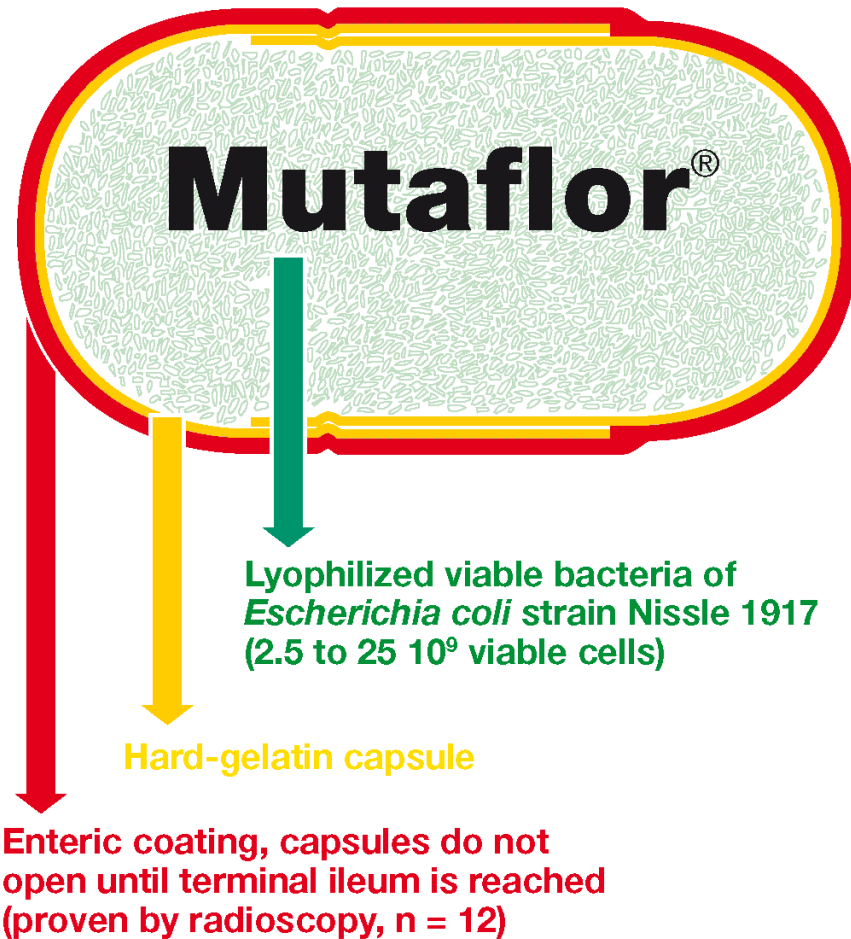 Mutaflor®
Lyophilized viable bacteria of
Escherichia coli strain Nissle 1917
(2.5 to 25 10⁹ viable cells)
Hard-gelatin capsule
Enteric coating, capsules do not
open until terminal ileum is reached
(proven by radioscopy, n = 12)